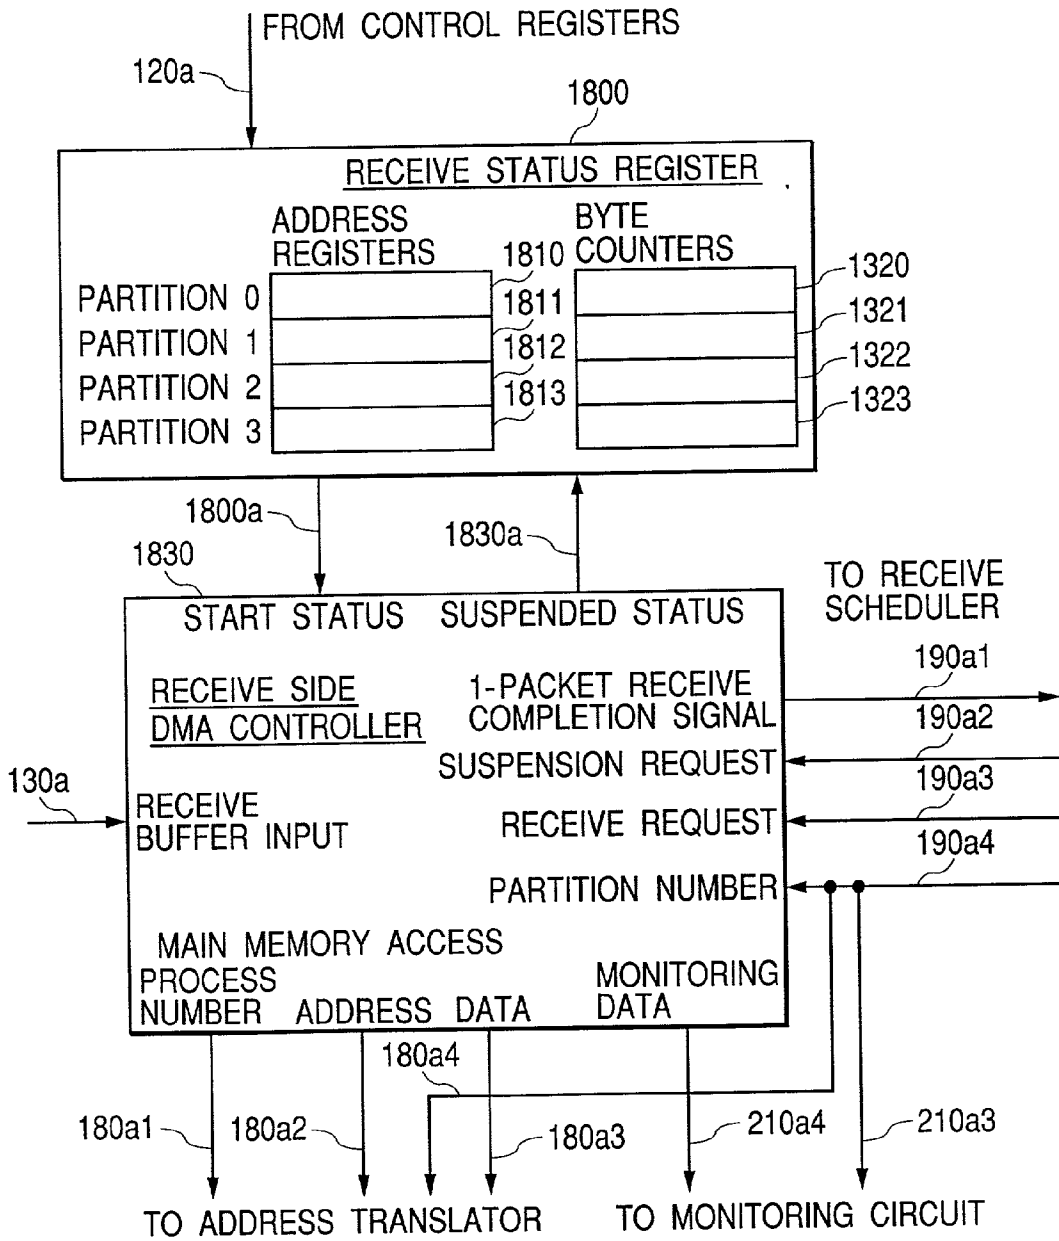 FROM CONTROL REGISTERS
120a
1800
RECEIVE STATUS REGISTER
ADDRESS REGISTERS
BYTE COUNTERS
PARTITION 0
1810
1320
PARTITION 1
1811
1321
PARTITION 2
1812
1322
PARTITION 3
1813
1323
1800a
1830a
1830
START STATUS
SUSPENDED STATUS
TO RECEIVE
SCHEDULER
RECEIVE SIDE
DMA CONTROLLER
1-PACKET RECEIVE
COMPLETION SIGNAL
190a1
SUSPENSION REQUEST
190a2
130a
RECEIVE
BUFFER INPUT
RECEIVE REQUEST
190a3
PARTITION NUMBER
190a4
MAIN MEMORY ACCESS
PROCESS
NUMBER
ADDRESS
DATA
MONITORING
DATA
180a1
180a2
180a4
180a3
210a4
210a3
TO ADDRESS TRANSLATOR
TO MONITORING CIRCUIT